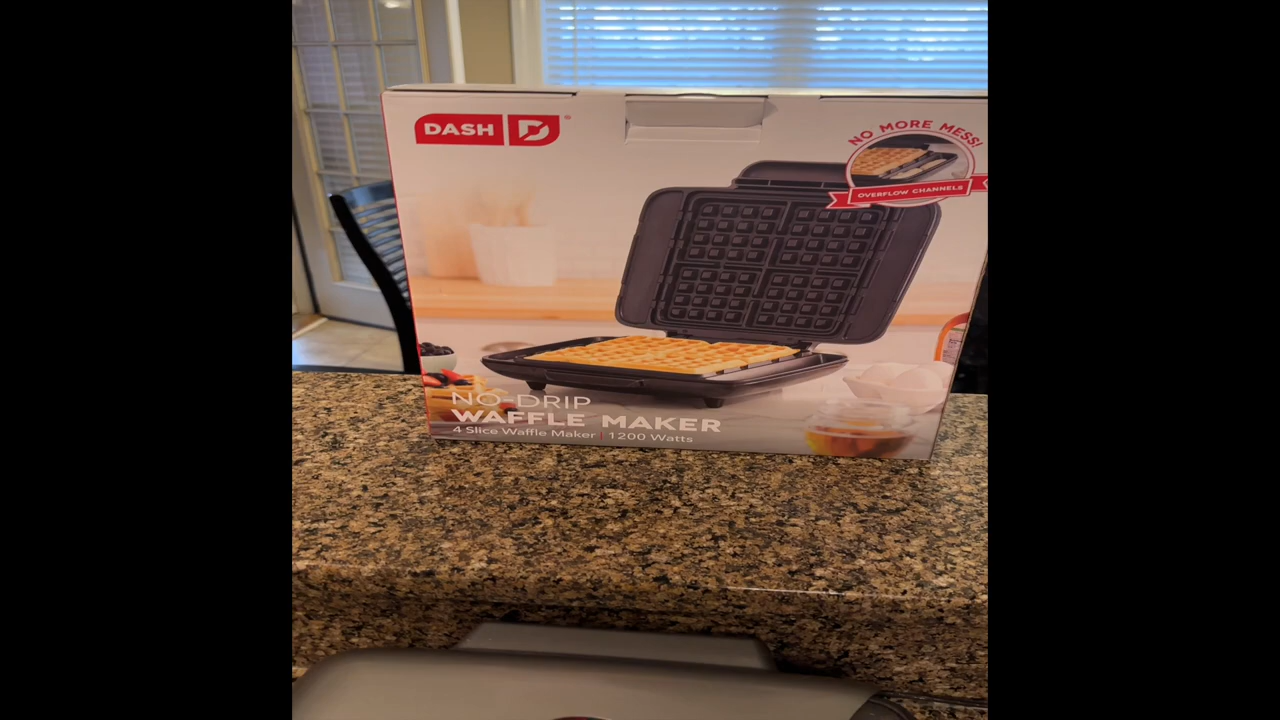 DASH D®
NO MORE MESS!
OVERFLOW CHANNELS
NO-DRIP
WAFFLE MAKER
4 Slice Waffle Maker | 1200 Watts